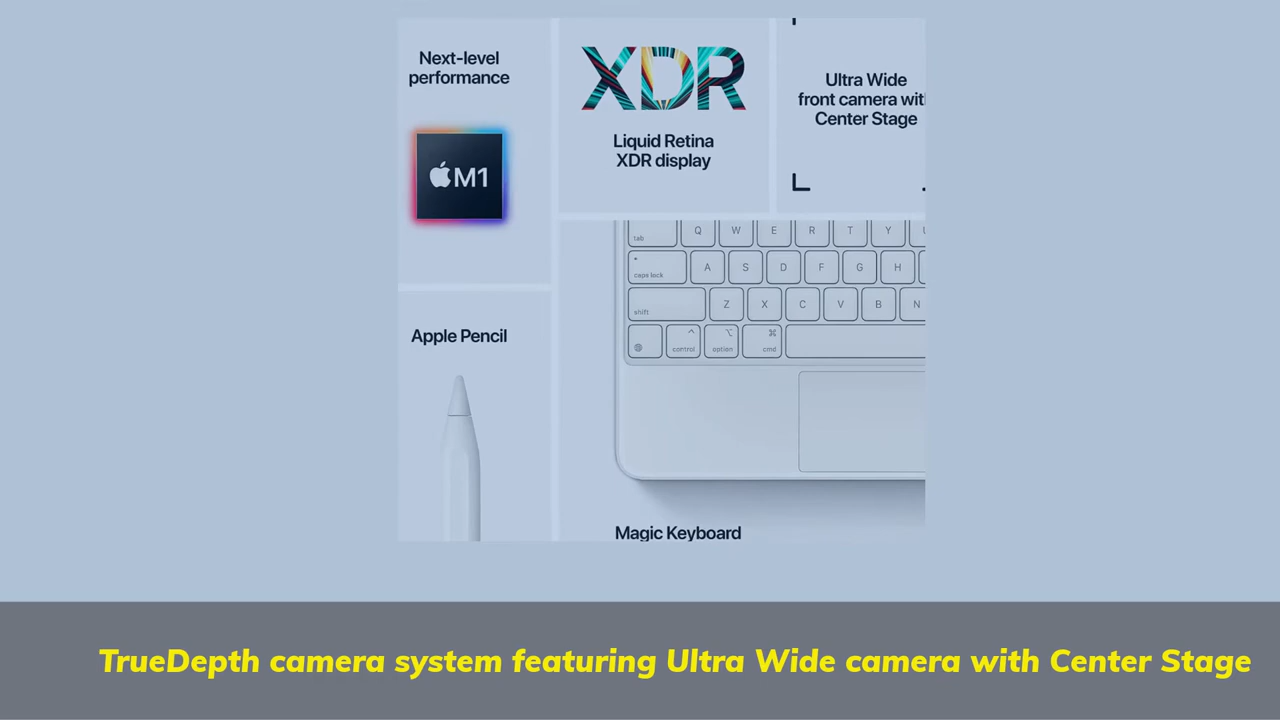 Next-level
performance
M1
XDR
Liquid Retina
XDR display
Ultra Wide
front camera with
Center Stage
tab
Q W E R T Y
caps lock
A S D F G H
shift
Z X C V B N
control
option
cmd
Apple Pencil
Magic Keyboard
TrueDepth camera system featuring Ultra Wide camera with Center Stage